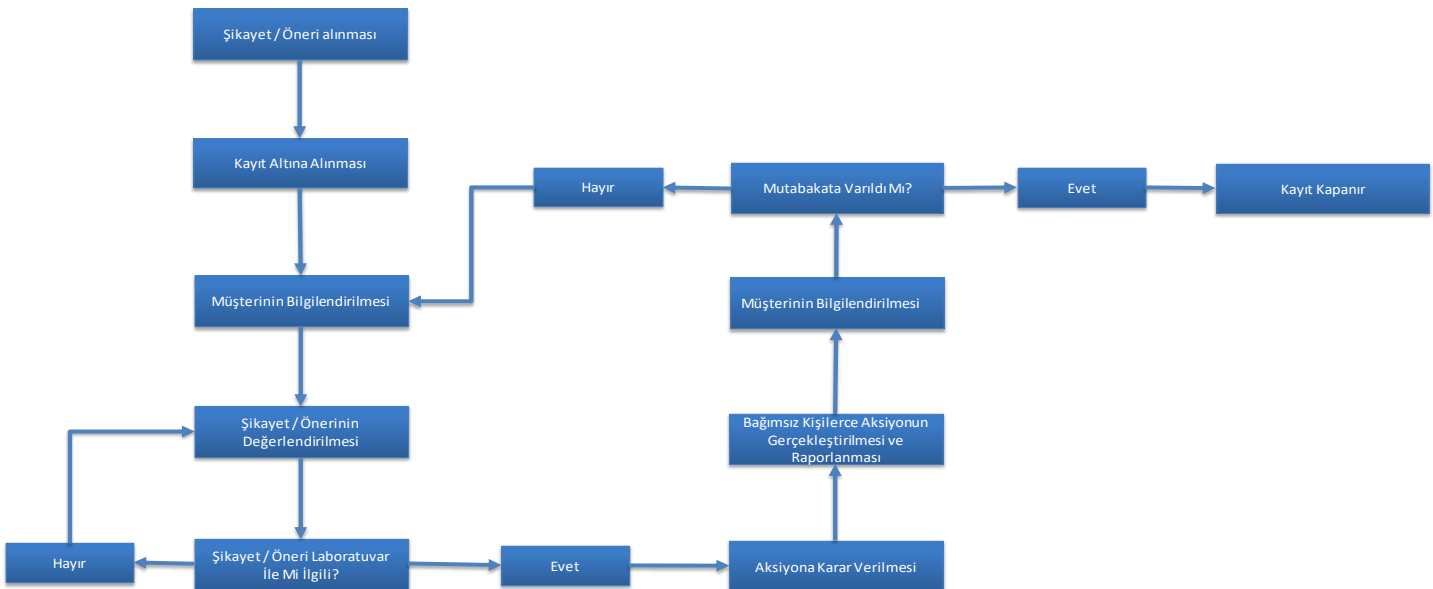 Şikayet / Öneri alınması
Kayıt Altına Alınması
Hayır
Mutabakata Varıldı Mı?
Evet
Kayıt Kapanır
Müşterinin Bilgilendirilmesi
Müşterinin Bilgilendirilmesi
Şikayet / Önerinin
Değerlendirilmesi
Bağımsız Kişilerce Aksiyonun
Gerçekleştirilmesi ve
Raporlanması
Hayır
Şikayet / Öneri Laboratuvar
İle Mi İlgili?
Evet
Aksiyona Karar Verilmesi